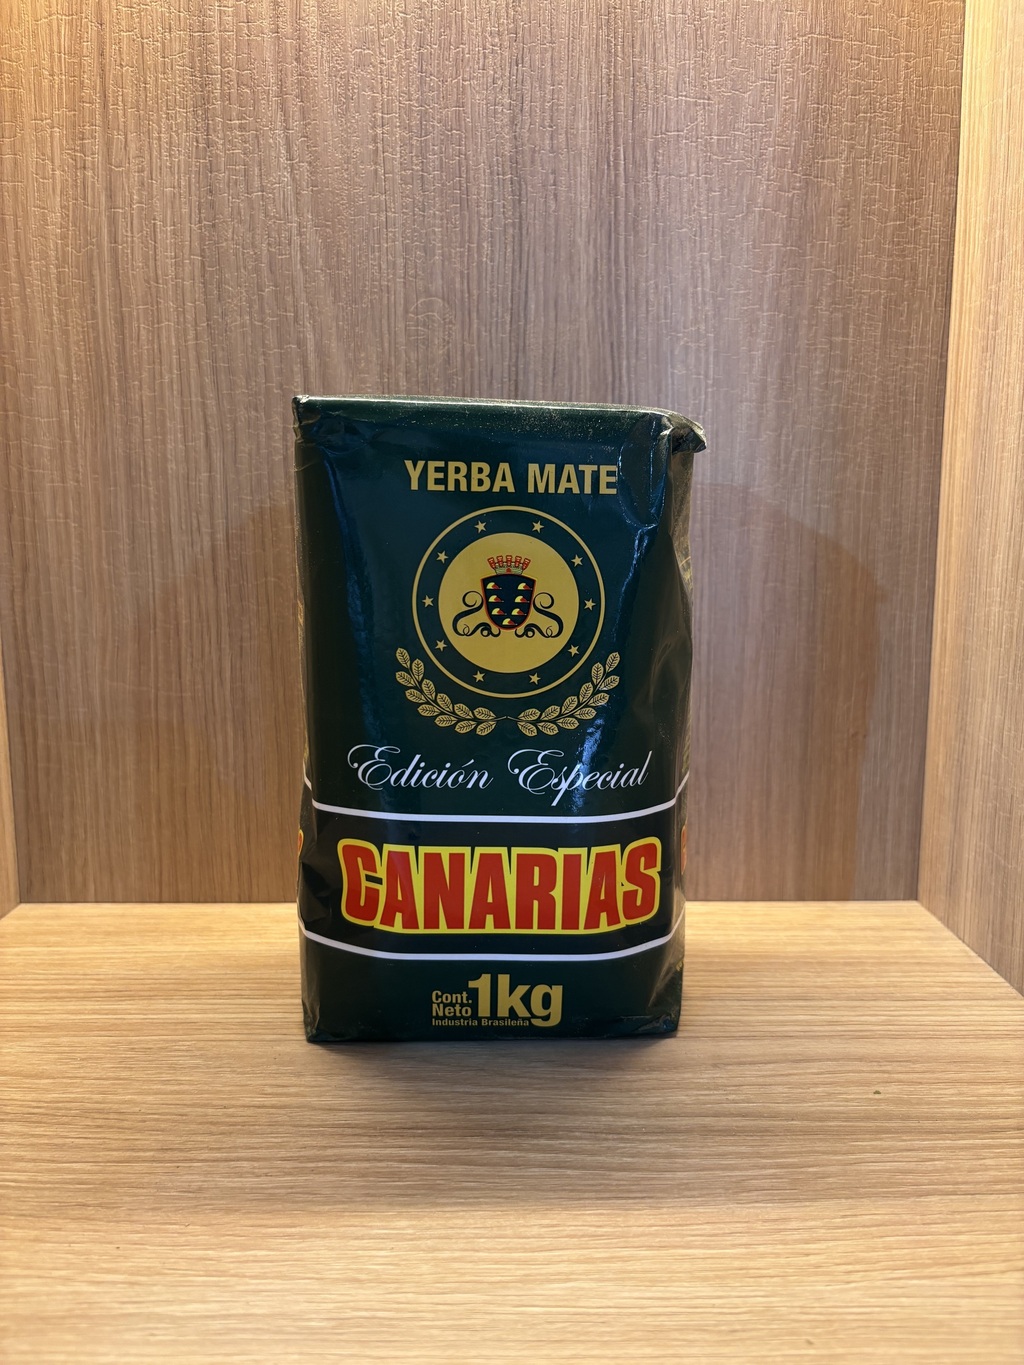 YERBA MATE
Edición Especial
CANARIAS
Cont.
Neto 1kg
Industria Brasileña